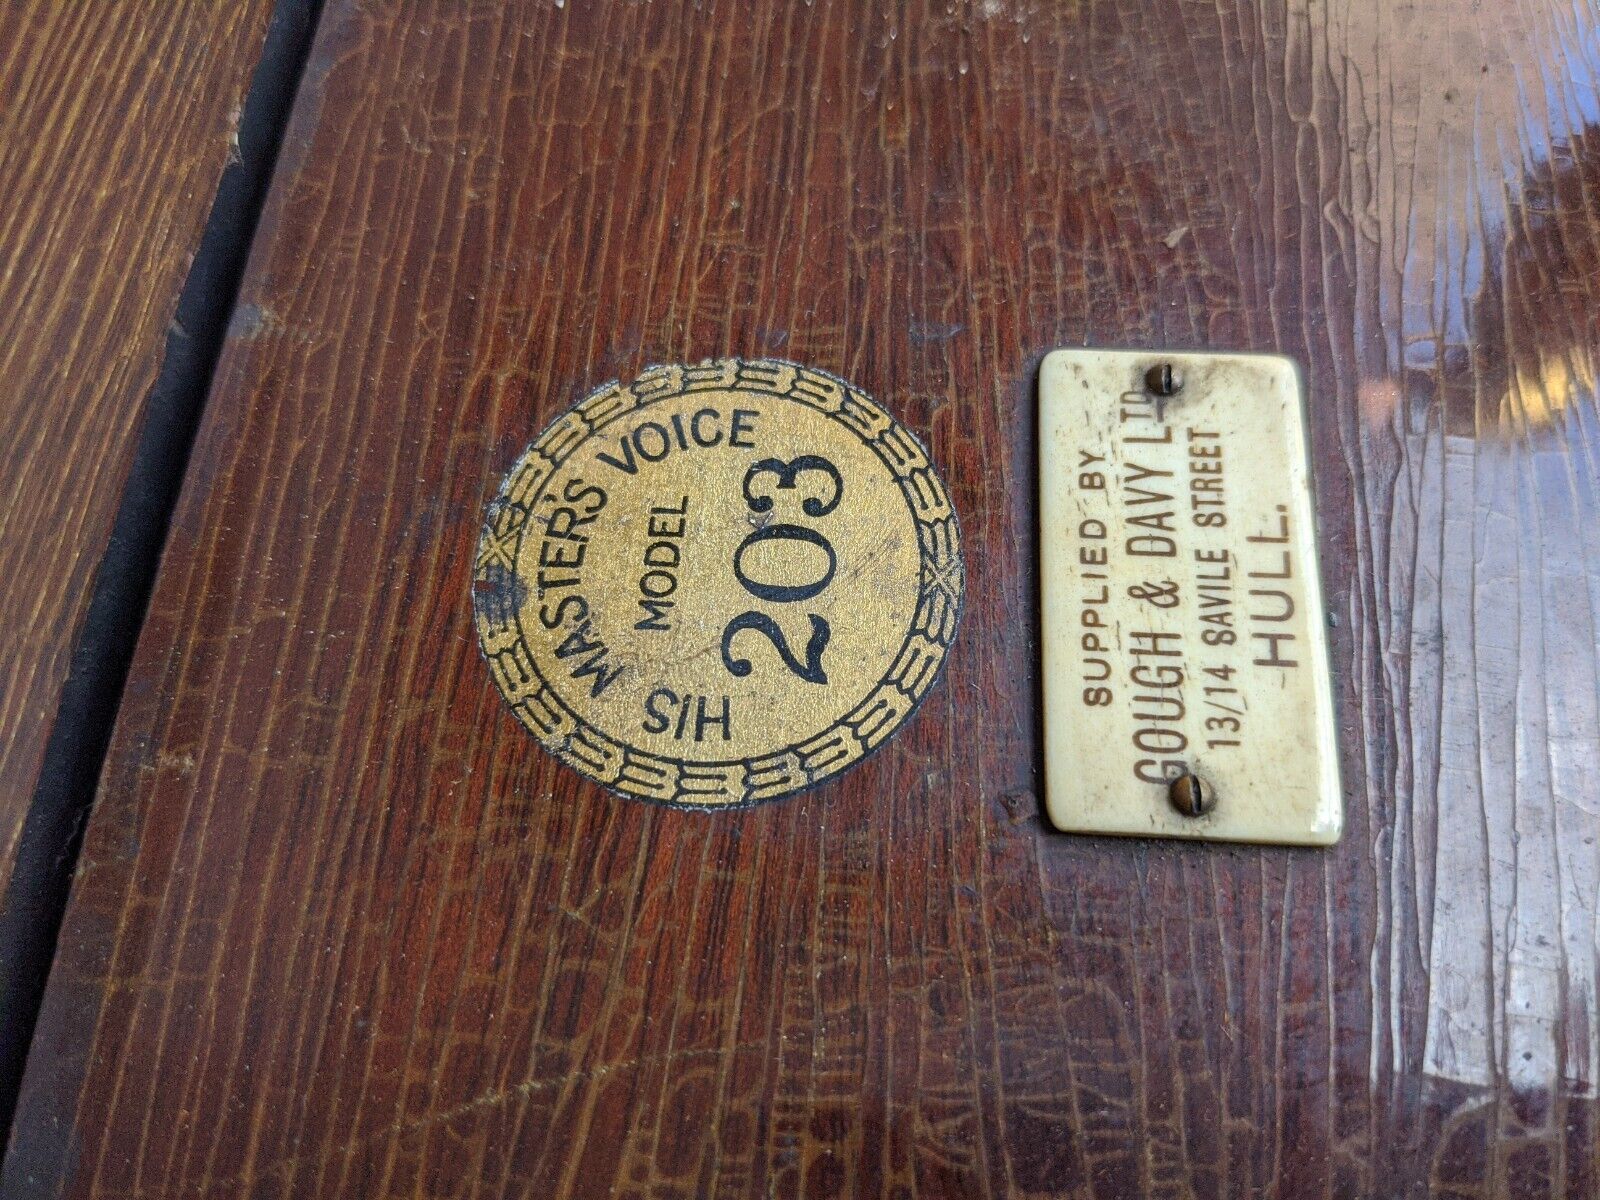 HIS MASTER'S VOICE
MODEL
203
SUPPLIED BY
GOUGH & DAVY LTD
13/14 SAVILE STREET
HULL.